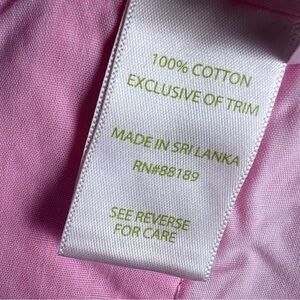 100% COTTON
EXCLUSIVE OF TRIM
MADE IN SRI LANKA
RN#88189
SEE REVERSE
FOR CARE